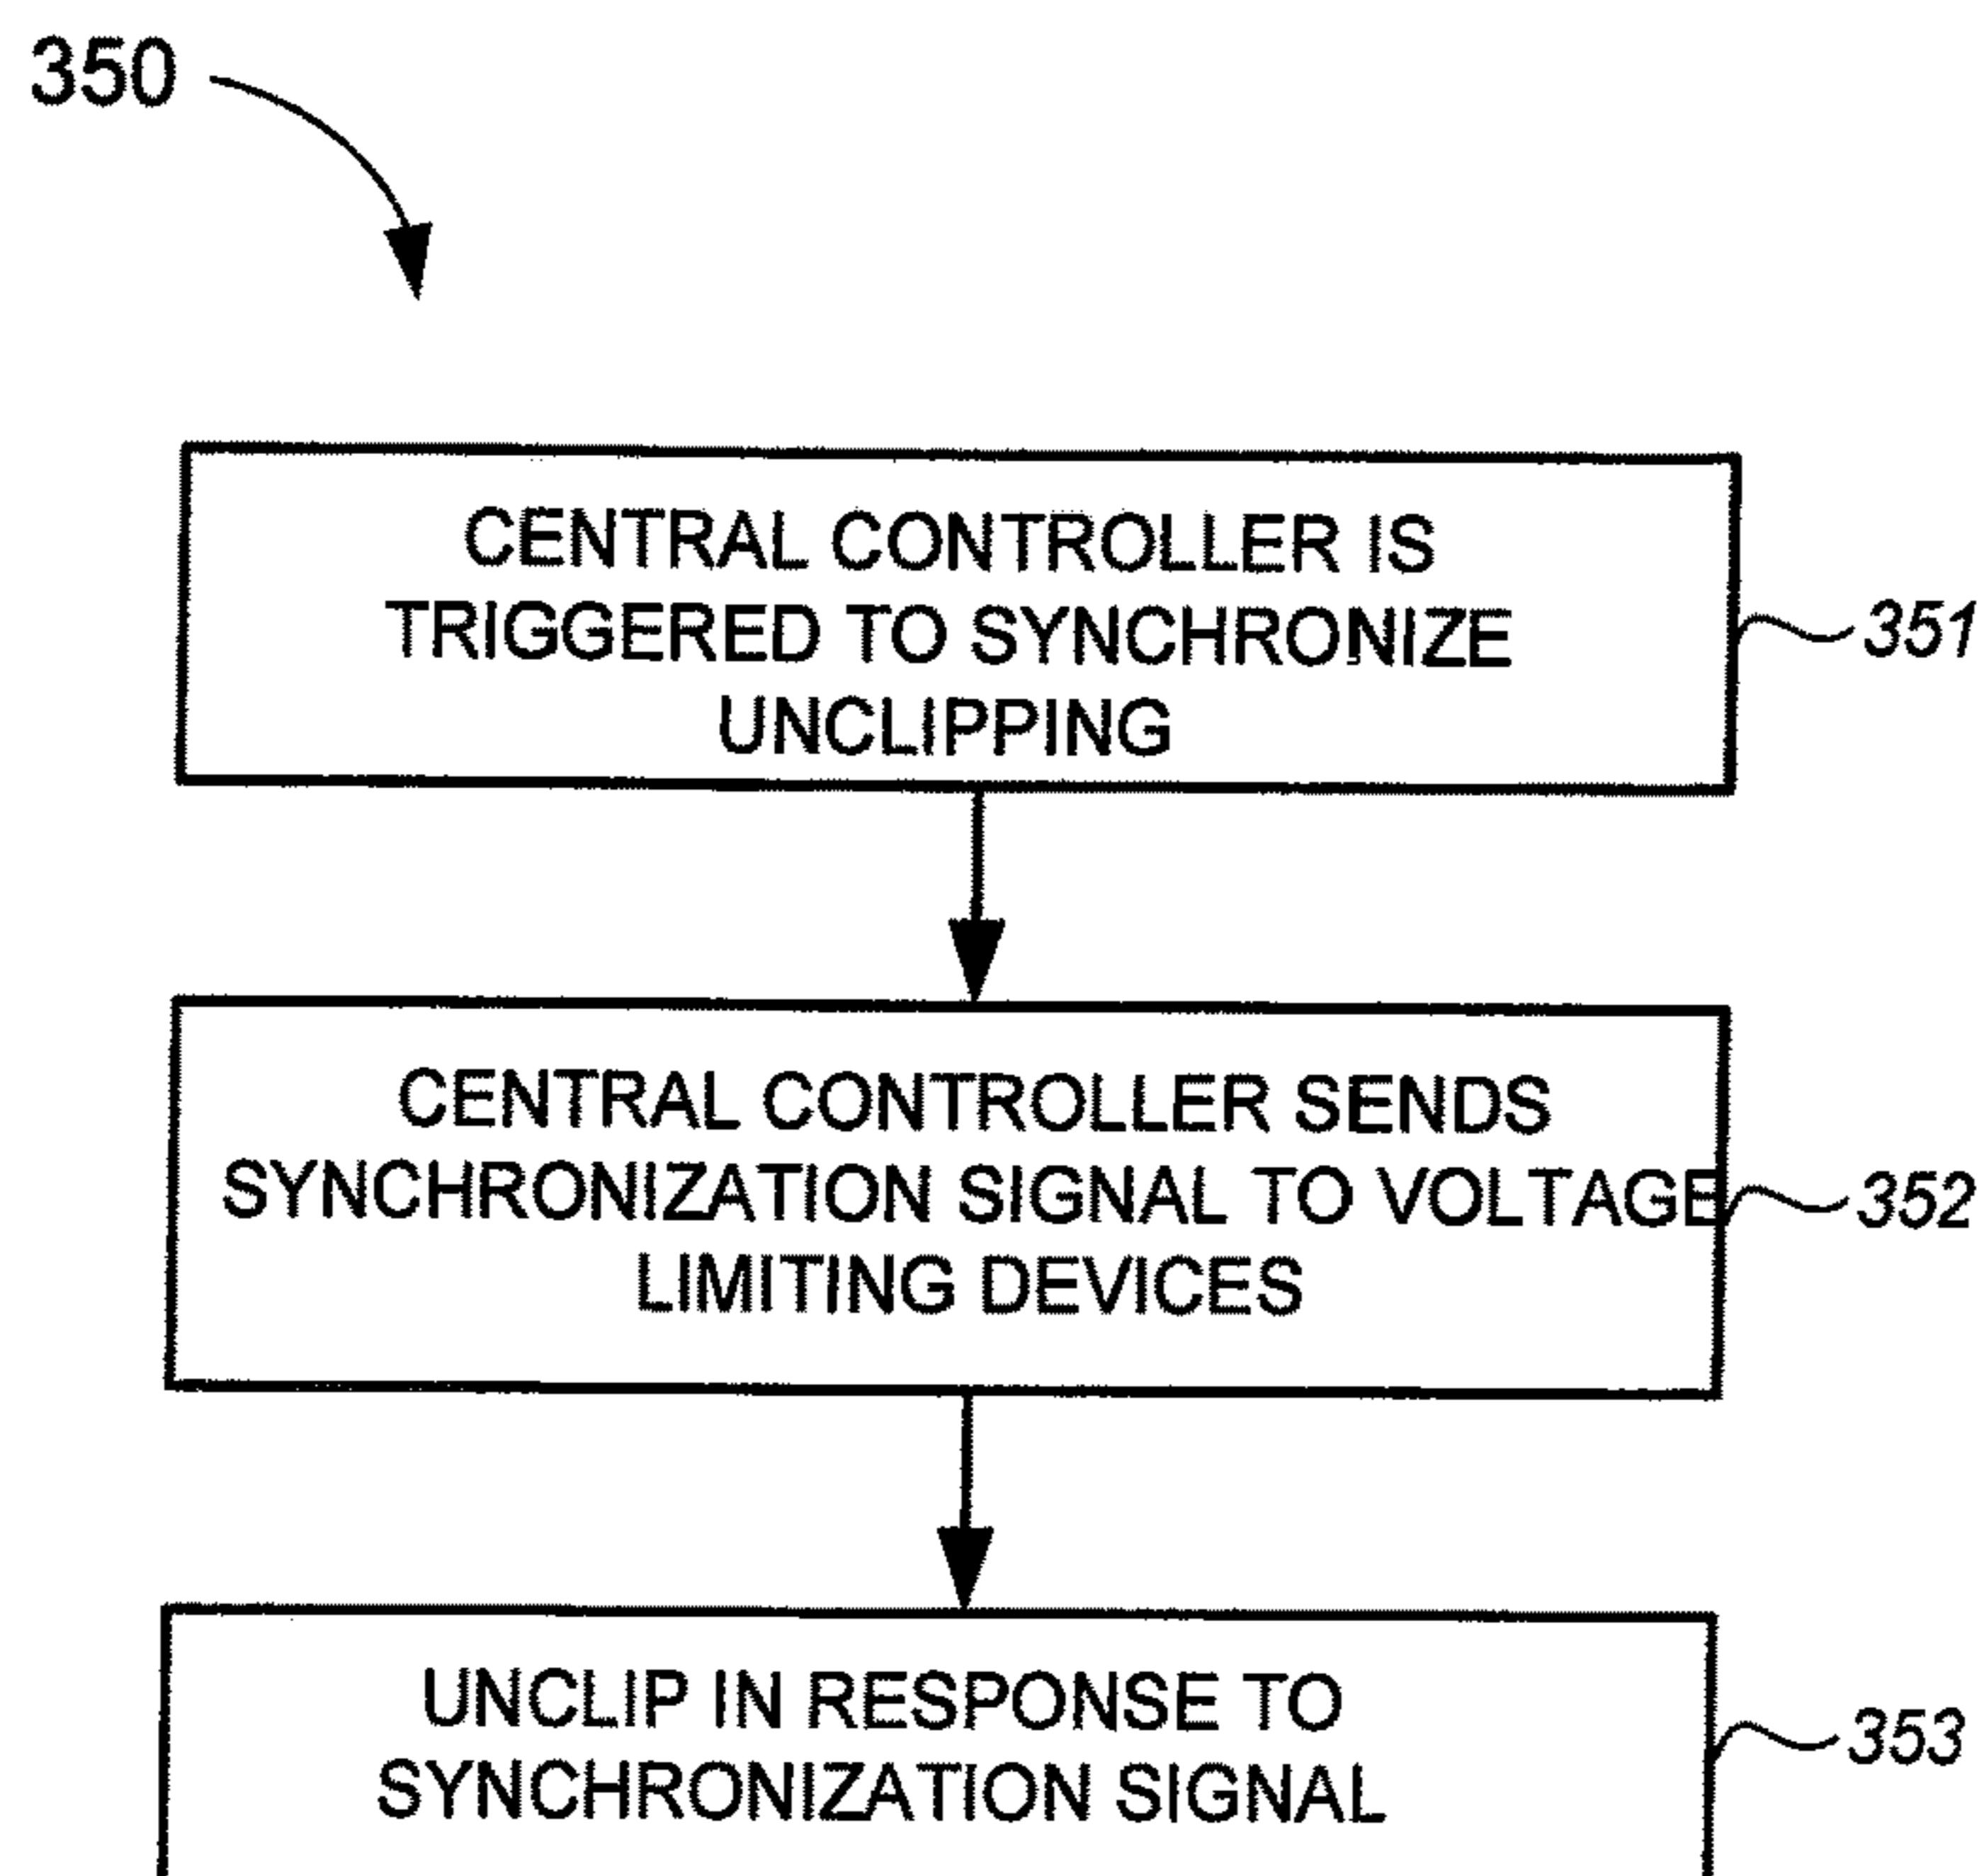 350
CENTRAL CONTROLLER IS
TRIGGERED TO SYNCHRONIZE
UNCLIPPING
351
CENTRAL CONTROLLER SENDS
SYNCHRONIZATION SIGNAL TO VOLTAGE
LIMITING DEVICES
352
UNCLIP IN RESPONSE TO
SYNCHRONIZATION SIGNAL
353